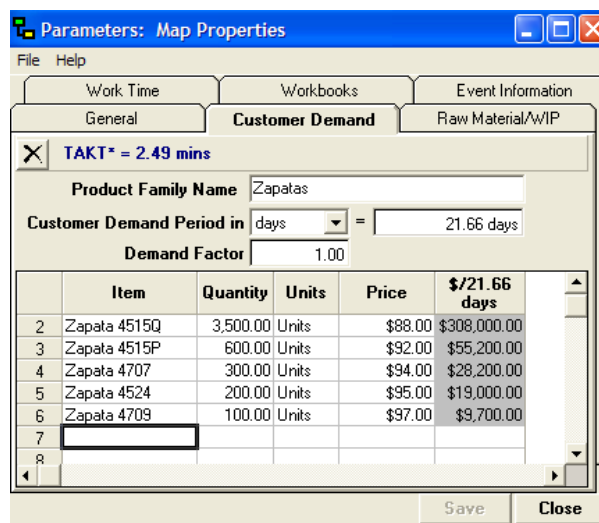 Parameters: Map Properties
File Help
Work Time Workbooks Event Information
General Customer Demand Raw Material/WIP
TAKT* = 2.49 mins
Product Family Name Zapatas
Customer Demand Period in days = 21.66 days
Demand Factor 1.00
Item Quantity Units Price $/21.66 days
2 Zapata 4515Q 3,500.00 Units $88.00 $308,000.00
3 Zapata 4515P 600.00 Units $92.00 $55,200.00
4 Zapata 4707 300.00 Units $94.00 $28,200.00
5 Zapata 4524 200.00 Units $95.00 $19,000.00
6 Zapata 4709 100.00 Units $97.00 $9,700.00
7
8
Save Close